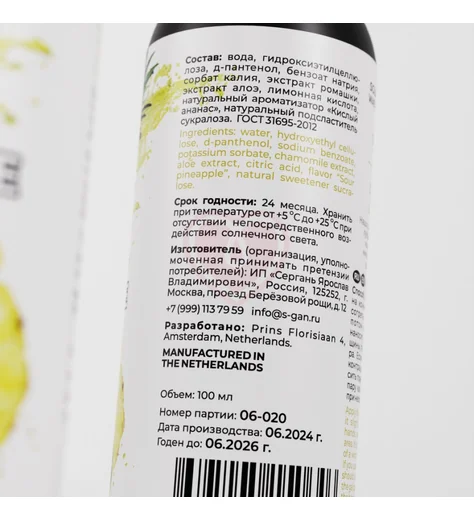 Состав: вода, гидроксиэтилцеллю-
лоза, д-пантенол, бензоат натрия,
сорбат калия, экстракт ромашки,
экстракт алоэ, лимонная кислота,
натуральный ароматизатор «Кислый
ананас», натуральный подсластитель
сукралоза. ГОСТ 31695-2012
Ingredients: water, hydroxyethyl cellu-
lose, d-panthenol, sodium benzoate,
potassium sorbate, chamomile extract,
aloe extract, citric acid, flavor "Sour
pineapple", natural sweetener sucra-
lose.
Срок годности: 24 месяца. Хранить
при температуре от +5°С до +25°С при
отсутствии непосредственного воз-
действия солнечного света.
Изготовитель (организация, уполно-
моченная принимать претензии
потребителей): ИП «Сергань Ярослав
Владимирович», Россия, 125252, г.
Москва, проезд Берёзовой рощи, д.12
+7 (999) 113 79 59 info@s-gan.ru
Разработано: Prins Florisiaan 4,
Amsterdam, Netherlands.
MANUFACTURED IN
THE NETHERLANDS
Объем: 100 мл
Номер партии: 06-020
Дата производства: 06.2024 г.
Годен до: 06.2026 г.